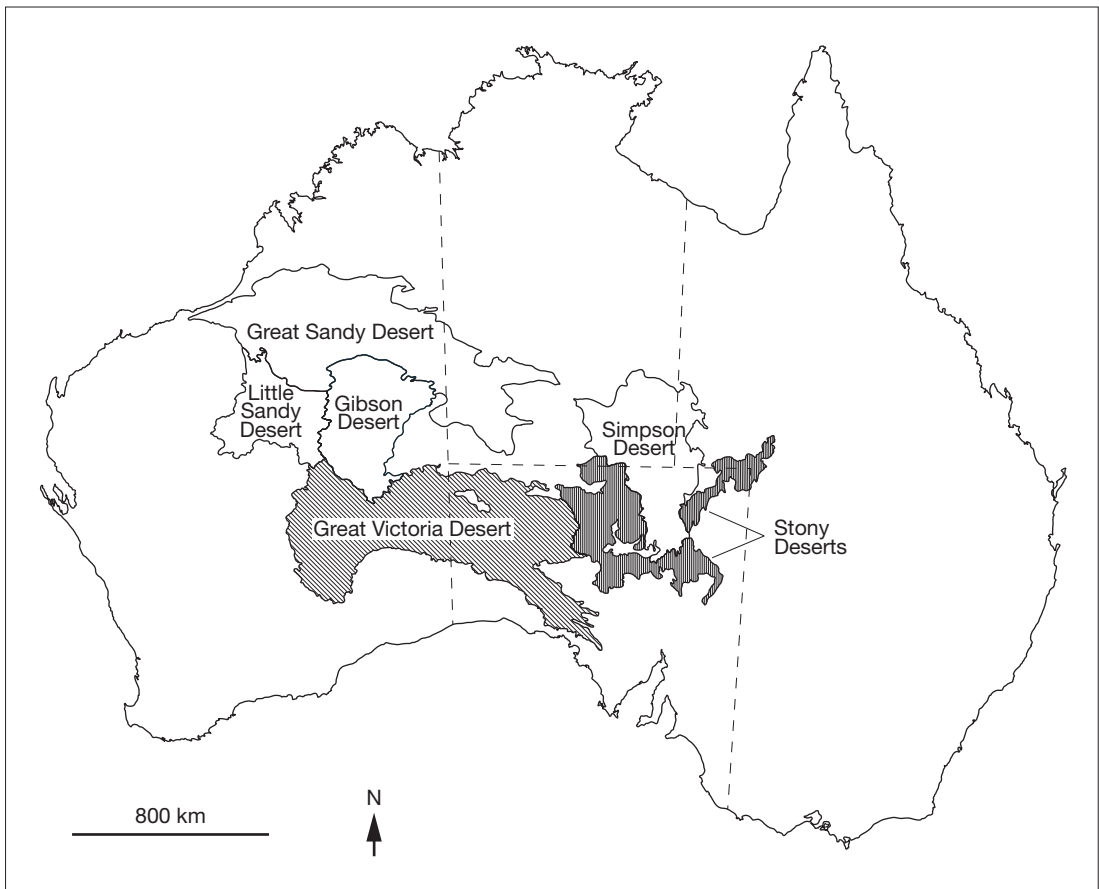 Great Sandy Desert
Little
Sandy
Desert
Gibson
Desert
Simpson
Desert
Great Victoria Desert
Stony
Deserts
N
800 km